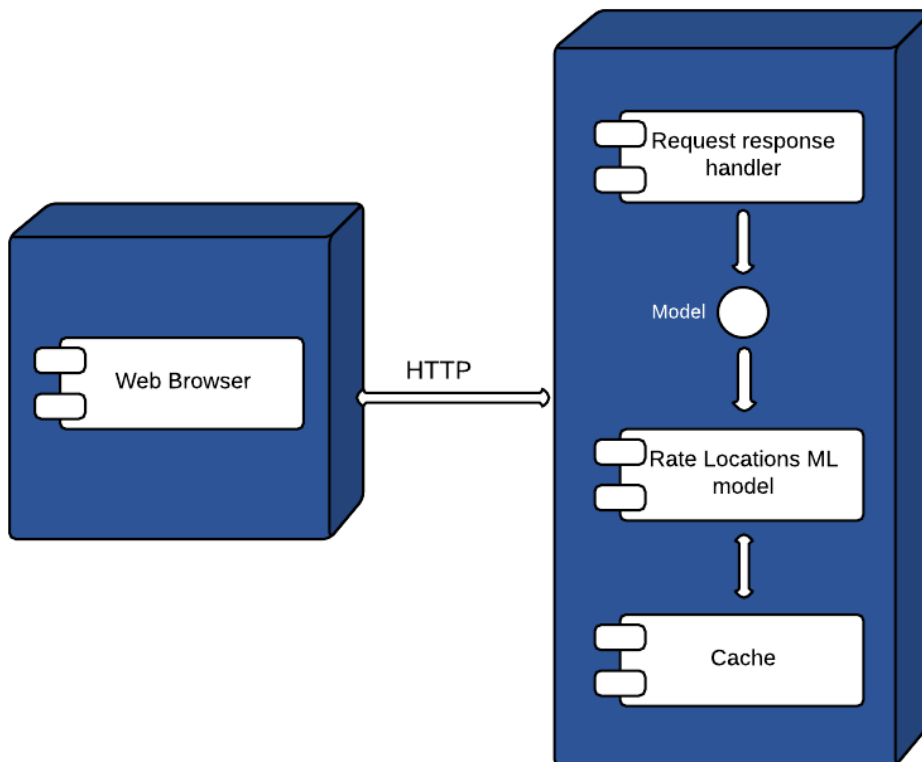 Web Browser
HTTP
Request response
handler
Model
Rate Locations ML
model
Cache